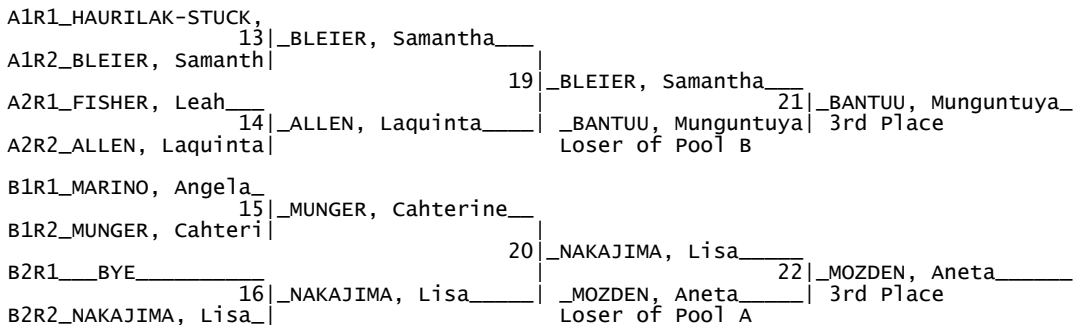 A1R1_HAURILAK-STUCK,
13|_BLEIER, Samantha___
A1R2_BLEIER, Samanth| |
19|_BLEIER, Samantha___
A2R1_FISHER, Leah___ | 21|_BANTUU, Munguntuya_
14|_ALLEN, Laquinta____| _BANTUU, Munguntuya| 3rd Place
A2R2_ALLEN, Laquinta| Loser of Pool B
B1R1_MARINO, Angela_
15|_MUNGER, Cahterine__
B1R2_MUNGER, Cahteri| |
20|_NAKAJIMA, Lisa_____
B2R1___BYE__________ | 22|_MOZDEN, Aneta______
16|_NAKAJIMA, Lisa_____| _MOZDEN, Aneta_____| 3rd Place
B2R2_NAKAJIMA, Lisa_| Loser of Pool A